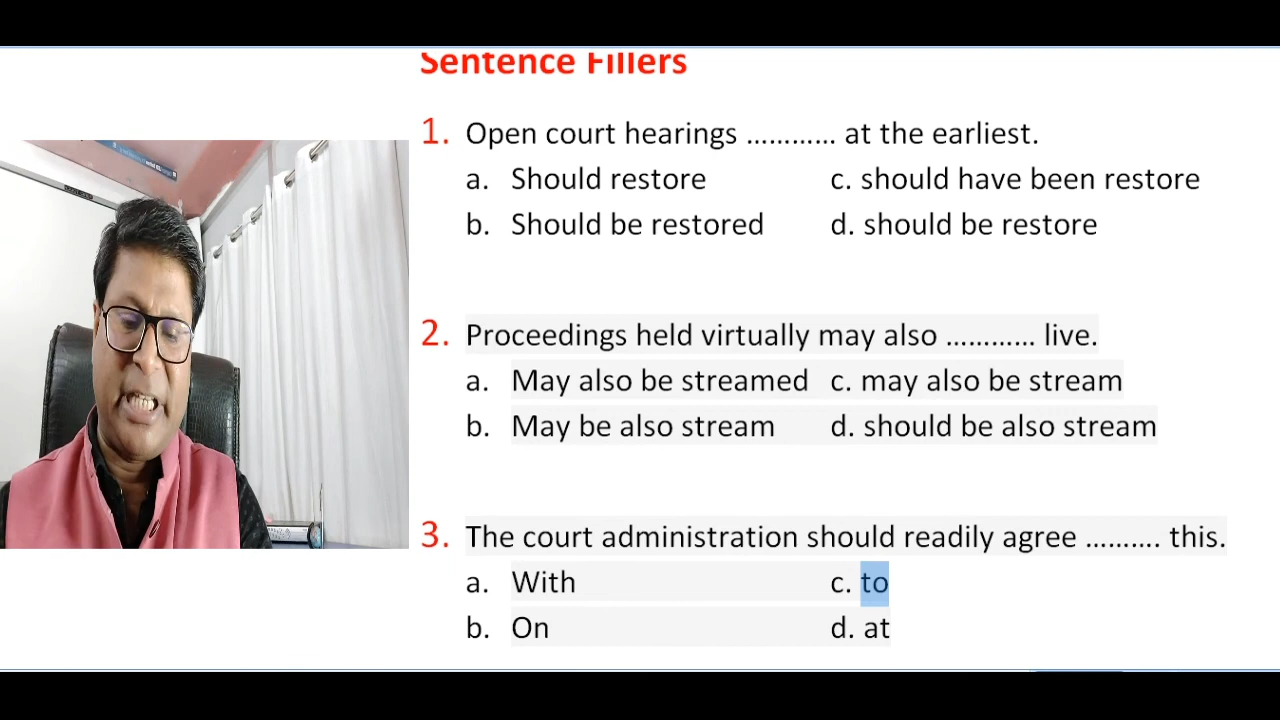 Sentence Fillers
1. Open court hearings ………… at the earliest.
a. Should restore c. should have been restore
b. Should be restored d. should be restore
2. Proceedings held virtually may also ………… live.
a. May also be streamed c. may also be stream
b. May be also stream d. should be also stream
3. The court administration should readily agree ………. this.
a. With c. to
b. On d. at